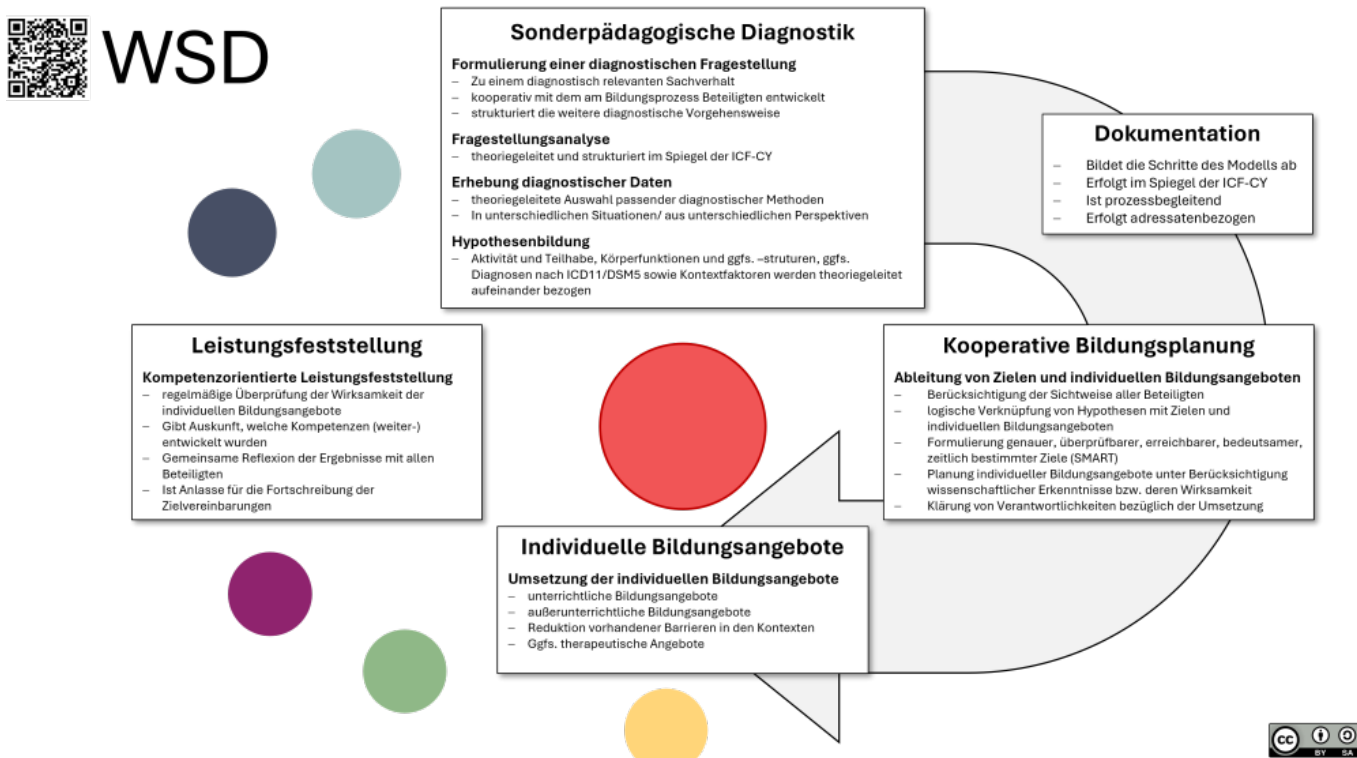 WSD
Sonderpädagogische Diagnostik
Formulierung einer diagnostischen Fragestellung
– Zu einem diagnostisch relevanten Sachverhalt
– kooperativ mit dem am Bildungsprozess Beteiligten entwickelt
– strukturiert die weitere diagnostische Vorgehensweise
Fragestellungsanalyse
– theoriegeleitet und strukturiert im Spiegel der ICF-CY
Erhebung diagnostischer Daten
– theoriegeleitete Auswahl passender diagnostischer Methoden
– In unterschiedlichen Situationen/ aus unterschiedlichen Perspektiven
Hypothesenbildung
– Aktivität und Teilhabe, Körperfunktionen und ggfs. –struturen, ggfs.
Diagnosen nach ICD11/DSM5 sowie Kontextfaktoren werden theoriegeleitet
aufeinander bezogen
Dokumentation
– Bildet die Schritte des Modells ab
– Erfolgt im Spiegel der ICF-CY
– Ist prozessbegleitend
– Erfolgt adressatenbezogen
Leistungsfeststellung
Kompetenzorientierte Leistungsfeststellung
– regelmäßige Überprüfung der Wirksamkeit der
individuellen Bildungsangebote
– Gibt Auskunft, welche Kompetenzen (weiter-)
entwickelt wurden
– Gemeinsame Reflexion der Ergebnisse mit allen
Beteiligten
– Ist Anlasse für die Fortschreibung der
Zielvereinbarungen
Kooperative Bildungsplanung
Ableitung von Zielen und individuellen Bildungsangeboten
– Berücksichtigung der Sichtweise aller Beteiligten
– logische Verknüpfung von Hypothesen mit Zielen und
individuellen Bildungsangeboten
– Formulierung genauer, überprüfbarer, erreichbarer, bedeutsamer,
zeitlich bestimmter Ziele (SMART)
– Planung individueller Bildungsangebote unter Berücksichtigung
wissenschaftlicher Erkenntnisse bzw. deren Wirksamkeit
– Klärung von Verantwortlichkeiten bezüglich der Umsetzung
Individuelle Bildungsangebote
Umsetzung der individuellen Bildungsangebote
– unterrichtliche Bildungsangebote
– außerunterrichtliche Bildungsangebote
– Reduktion vorhandener Barrieren in den Kontexten
– Ggfs. therapeutische Angebote
CC BY SA